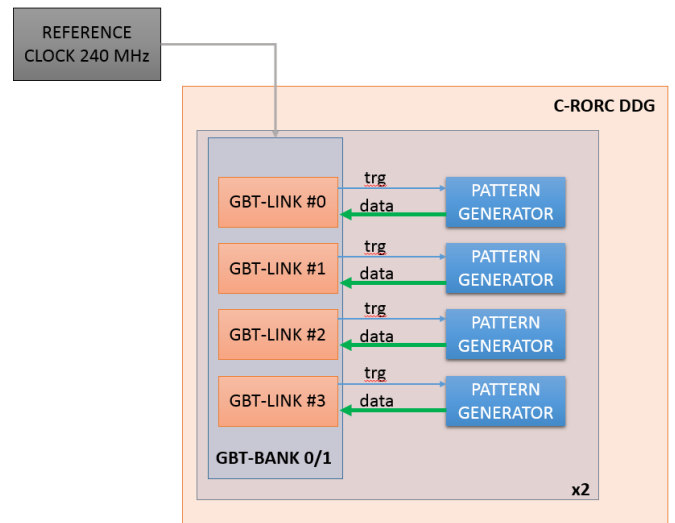 REFERENCE
CLOCK 240 MHz
C-RORC DDG
GBT-LINK #0
trg
data
PATTERN
GENERATOR
GBT-LINK #1
trg
data
PATTERN
GENERATOR
GBT-LINK #2
trg
data
PATTERN
GENERATOR
GBT-LINK #3
trg
data
PATTERN
GENERATOR
GBT-BANK 0/1
x2